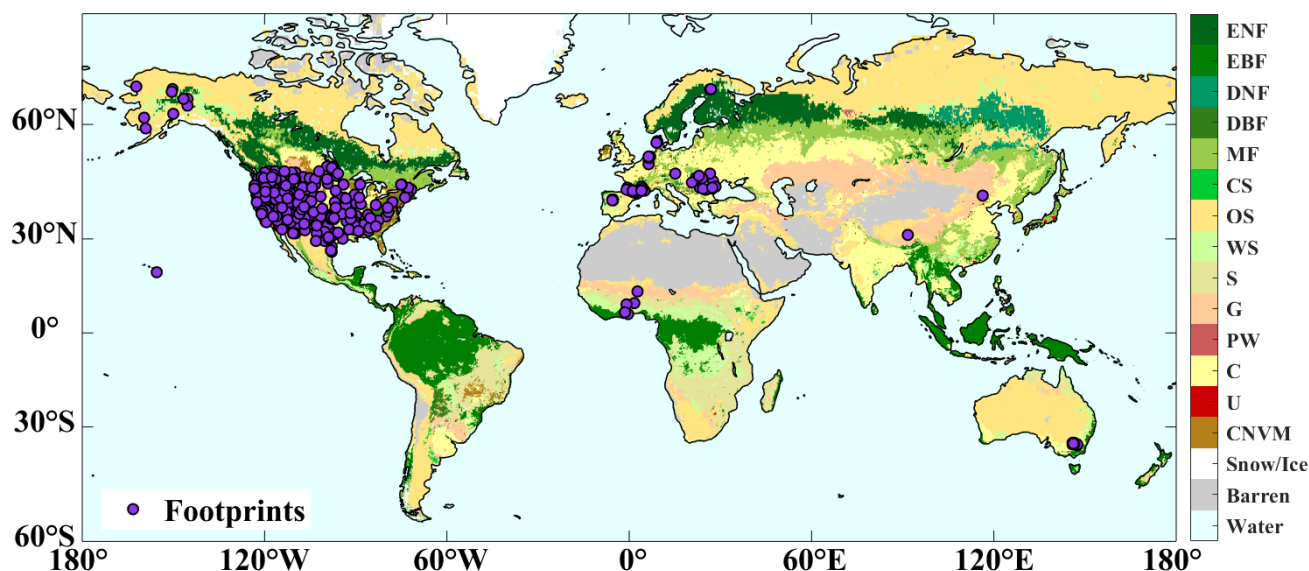 60°N
30°N
0°
30°S
60°S
180°
120°W
60°W
0°
60°E
120°E
180°
Footprints
ENF
EBF
DNF
DBF
MF
CS
OS
WS
S
G
PW
C
U
CNVM
Snow/Ice
Barren
Water